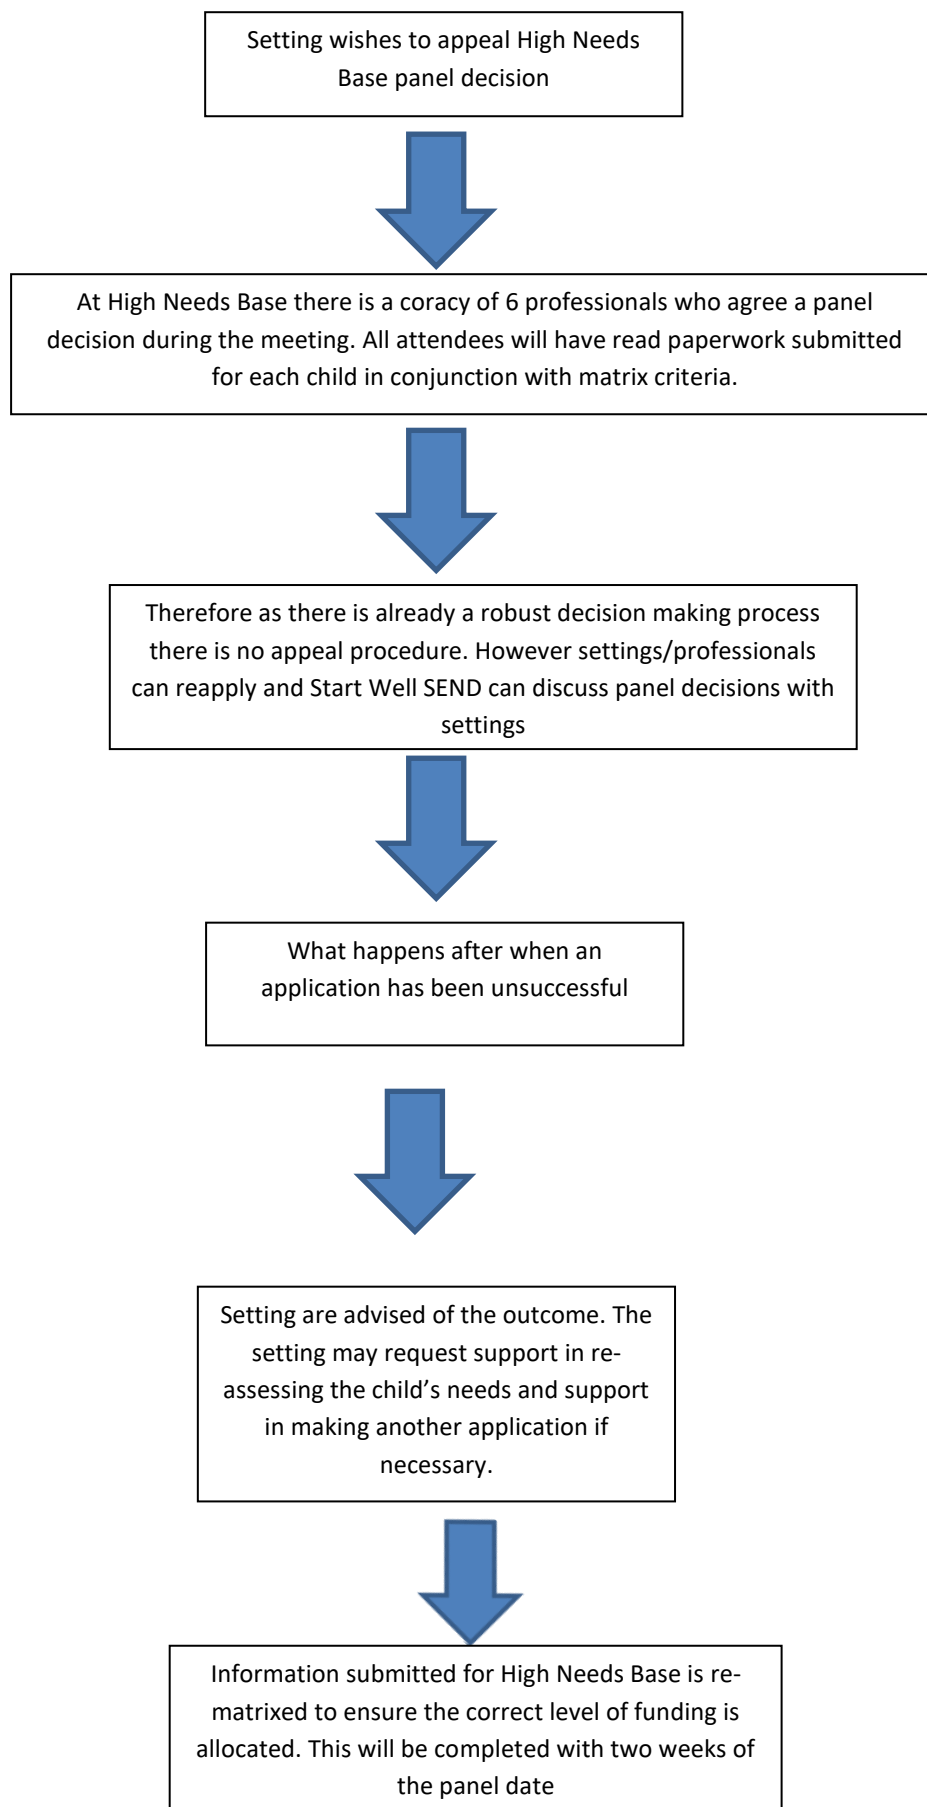 Setting wishes to appeal High Needs
Base panel decision
At High Needs Base there is a coracy of 6 professionals who agree a panel
decision during the meeting. All attendees will have read paperwork submitted
for each child in conjunction with matrix criteria.
Therefore as there is already a robust decision making process
there is no appeal procedure. However settings/professionals
can reapply and Start Well SEND can discuss panel decisions with
settings
What happens after when an
application has been unsuccessful
Setting are advised of the outcome. The
setting may request support in re-
assessing the child’s needs and support
in making another application if
necessary.
Information submitted for High Needs Base is re-
matrixed to ensure the correct level of funding is
allocated. This will be completed with two weeks of
the panel date